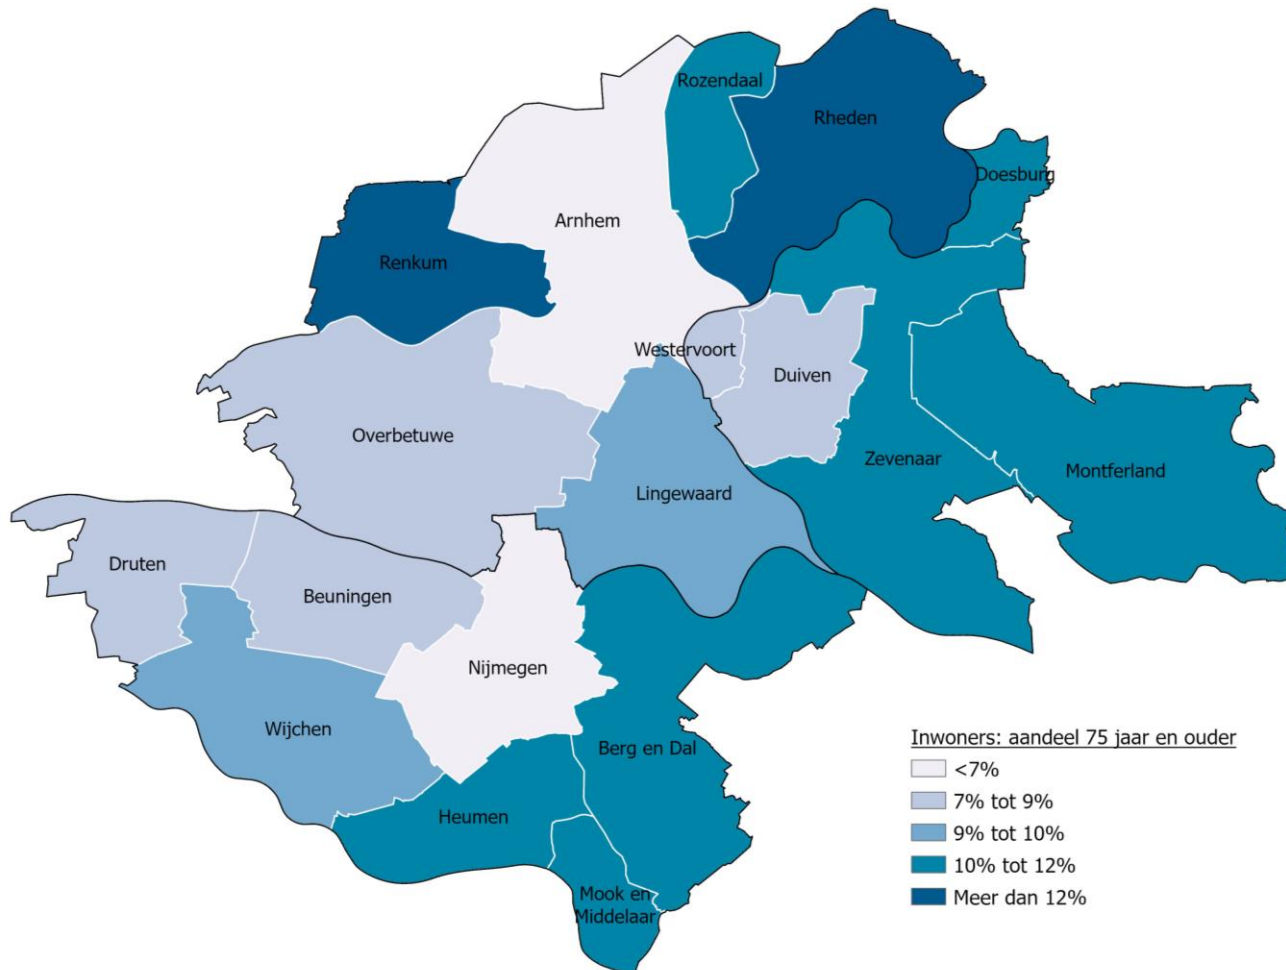 Rozendaal
Rheden
Doesburg
Arnhem
Renkum
Westervoort
Duiven
Overbetuwe
Zevenaar
Montferland
Lingewaard
Druten
Beuningen
Nijmegen
Wijchen
Berg en Dal
Heumen
Mook en
Middelaar
Inwoners: aandeel 75 jaar en ouder
<7%
7% tot 9%
9% tot 10%
10% tot 12%
Meer dan 12%